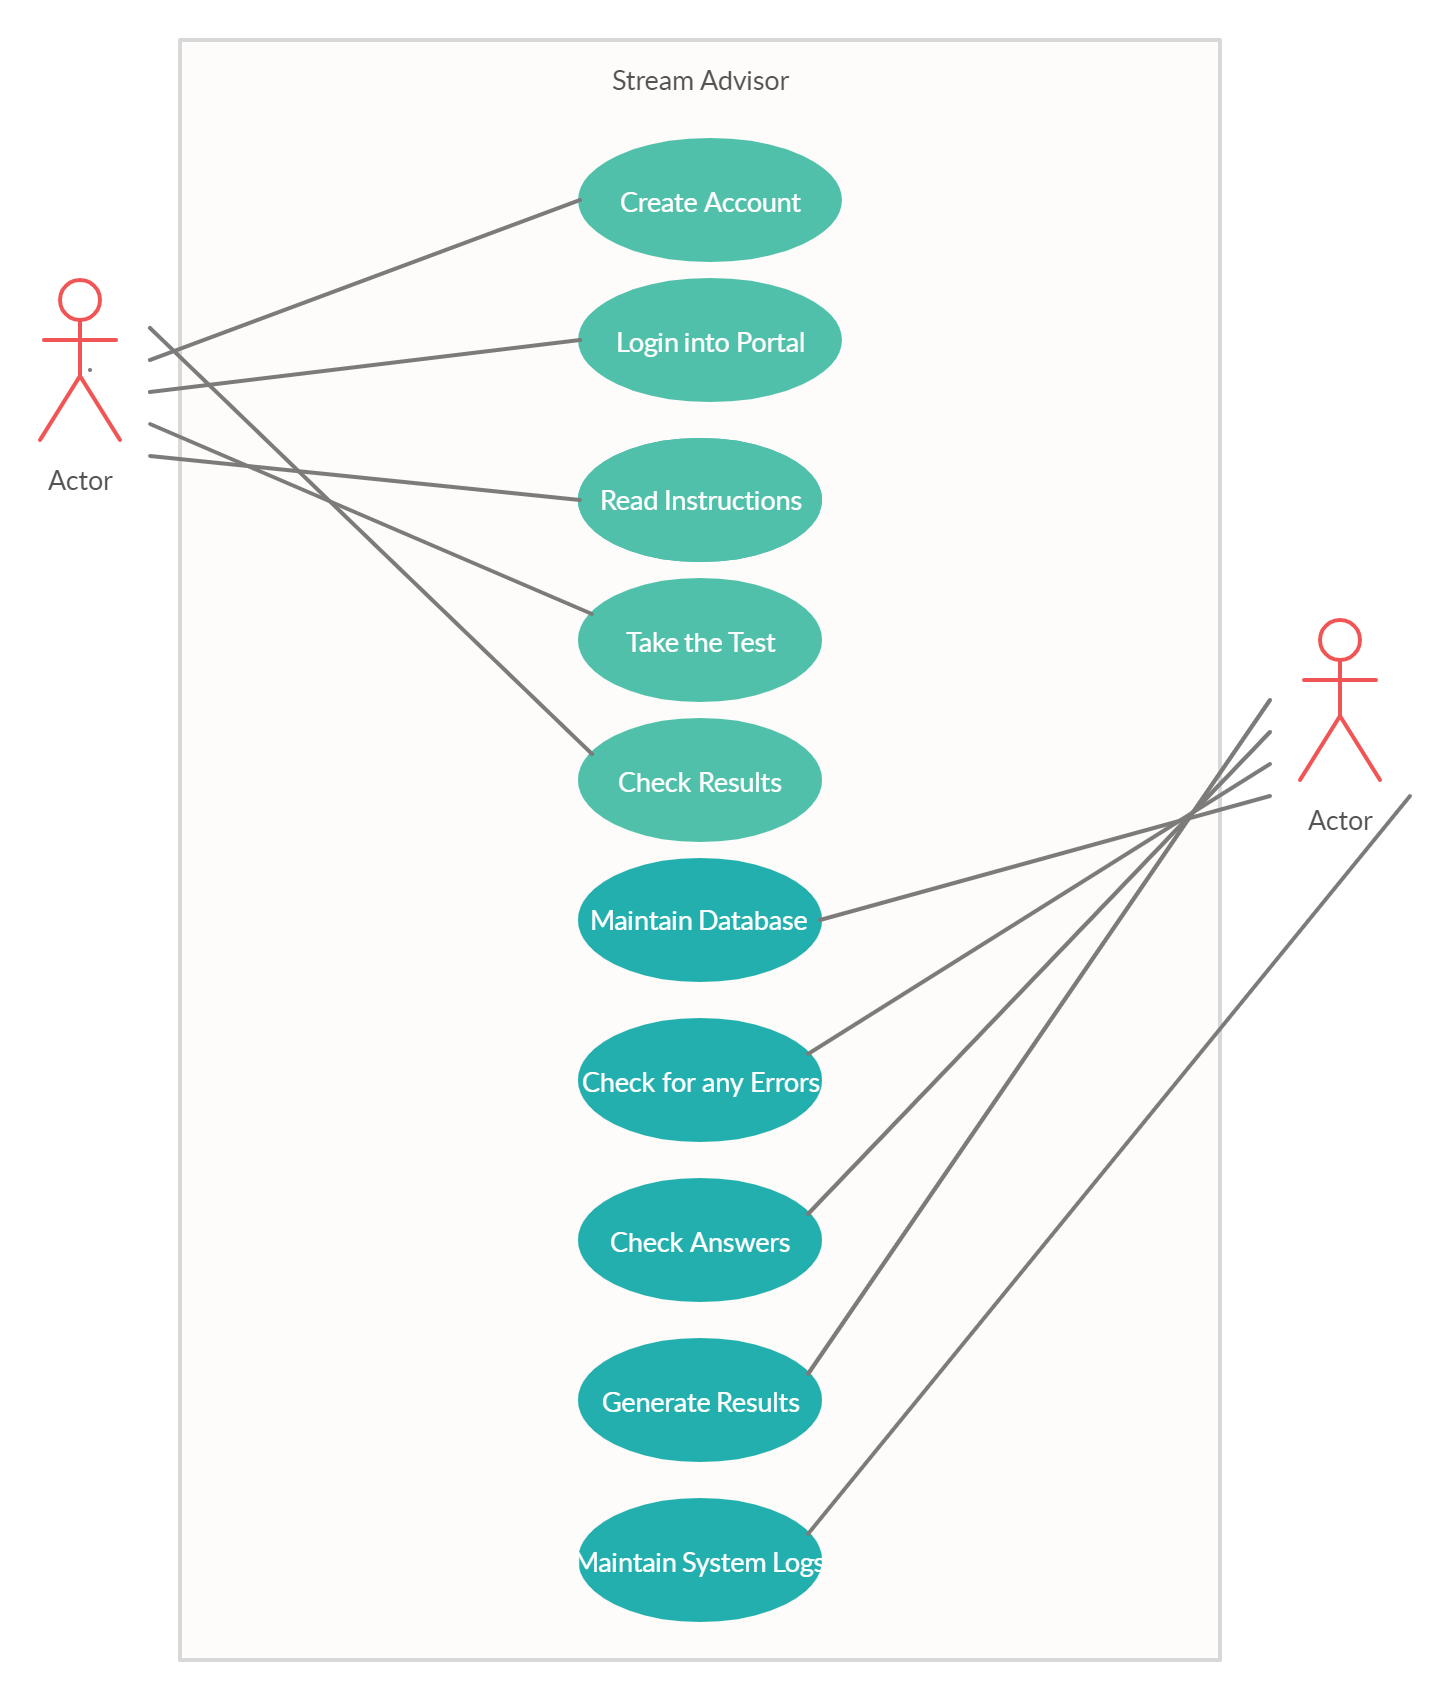 Stream Advisor
Create Account
Login into Portal
Actor
Read Instructions
Take the Test
Check Results
Actor
Maintain Database
Check for any Errors
Check Answers
Generate Results
Maintain System Logs